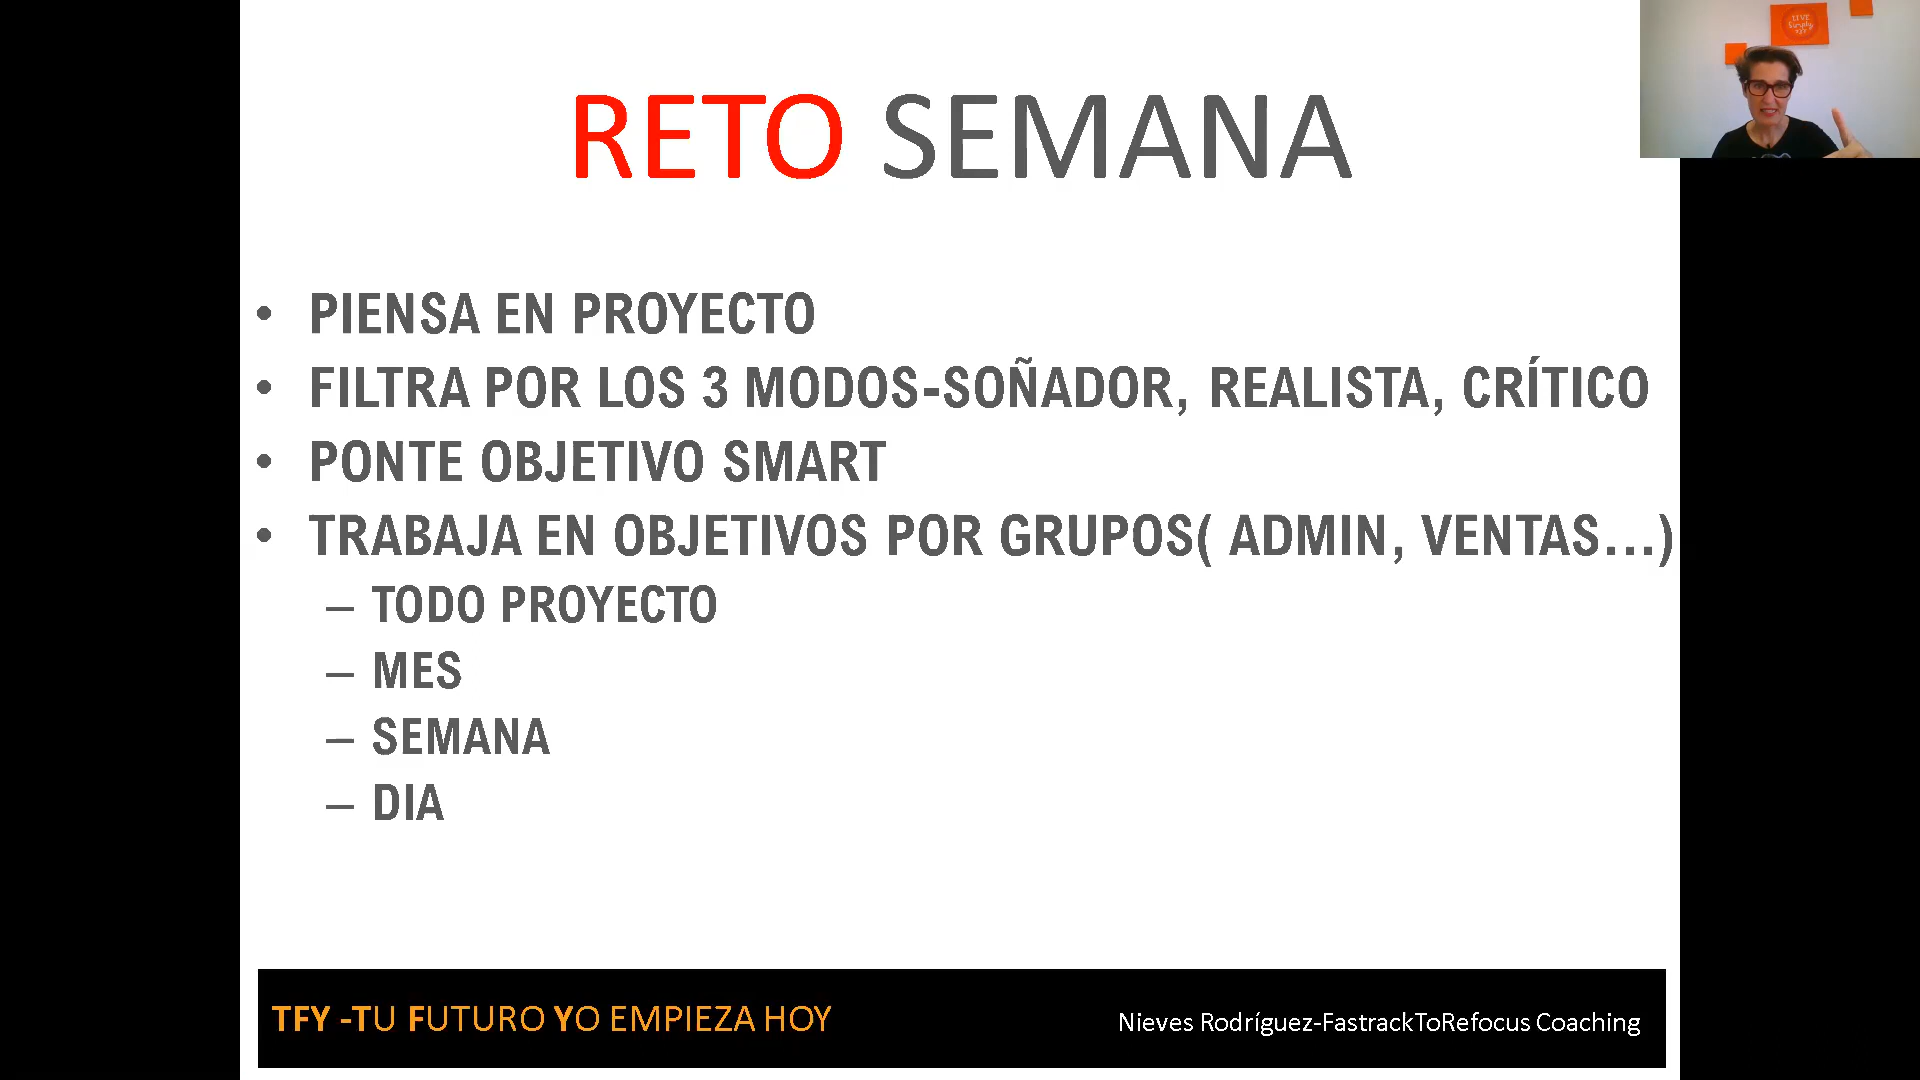 RETO SEMANA
• PIENSA EN PROYECTO
• FILTRA POR LOS 3 MODOS-SOÑADOR, REALISTA, CRÍTICO
• PONTE OBJETIVO SMART
• TRABAJA EN OBJETIVOS POR GRUPOS( ADMIN, VENTAS...)
– TODO PROYECTO
– MES
– SEMANA
– DIA
TFY -TU FUTURO YO EMPIEZA HOY
Nieves Rodríguez-FastrackToRefocus Coaching
LIVE
Simply